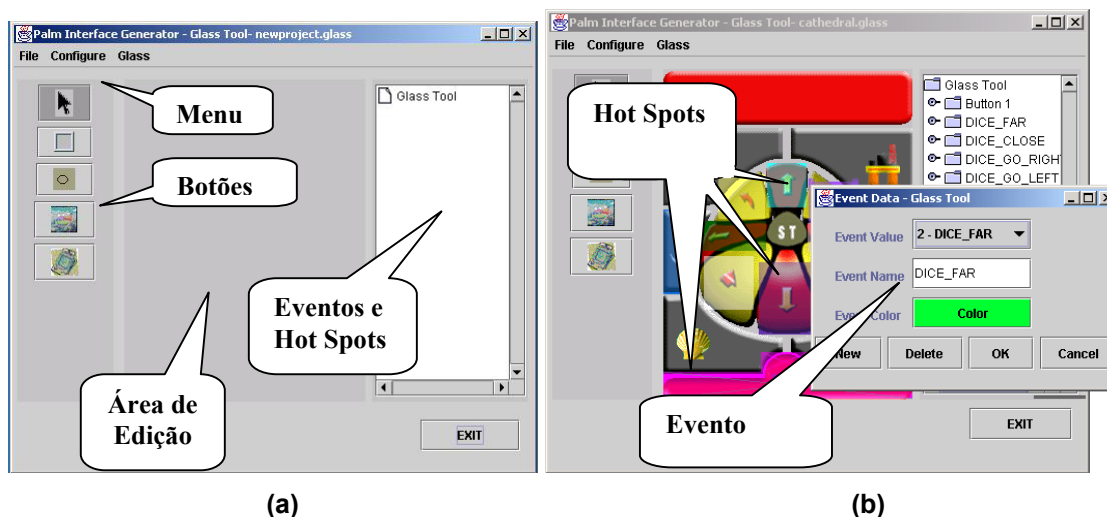 Palm Interface Generator - Glass Tool- newproject.glass
File Configure Glass
Menu
Botões
Eventos e
Hot Spots
Área de
Edição
Glass Tool
EXIT
(a)
Palm Interface Generator - Glass Tool- cathedral.glass
File Configure Glass
Hot Spots
ST
Glass Tool
Button 1
DICE_FAR
DICE_CLOSE
DICE_GO_RIGH
DICE_GO_LEFT
Event Data - Glass Tool
Event Value 2 - DICE_FAR
Event Name DICE_FAR
Event Color Color
New Delete OK Cancel
Evento
EXIT
(b)